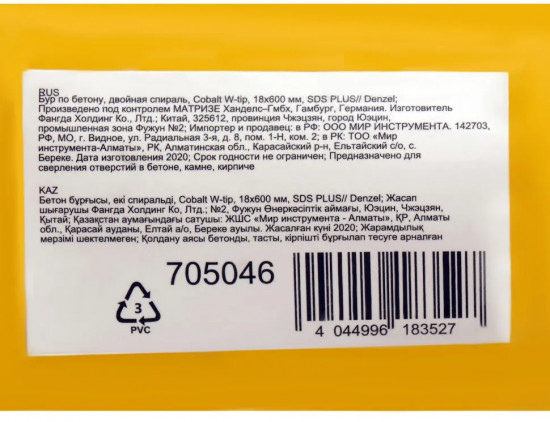 RUS
Бур по бетону, двойная спираль, Cobalt W-tip, 18x600 мм, SDS PLUS// Denzel;
Произведено под контролем МАТРИЗЕ Ханделс–Гмбх, Гамбург, Германия. Изготовитель
Фангда Холдинг Ко., Лтд.; Китай, 325612, провинция Чжэцзян, город Юэцин,
промышленная зона Фужун №2; Импортер и продавец: в РФ: ООО МИР ИНСТРУМЕНТА. 142703,
РФ, МО, г. Видное, ул. Радиальная 3-я, д. 8, пом. 1-Н, ком. 2; в РК: ТОО «Мир
инструмента-Алматы», РК, Алматинская обл., Карасайский р-н, Ельтайский с/о, с.
Береке. Дата изготовления 2020; Срок годности не ограничен; Предназначено для
сверления отверстий в бетоне, камне, кирпиче
KAZ
Бетон бұрғысы, екі спиральді, Cobalt W-tip, 18x600 мм, SDS PLUS// Denzel; Жасап
шығарушы Фангда Холдинг Ко, Лтд.; №2, Фужун Өнеркәсіптік аймағы, Юэцин, Чжэцзян,
Қытай; Қазақстан аумағындағы сатушы: ЖШС «Мир инструмента - Алматы», ҚР, Алматы
обл., Қарасай ауданы, Елтай а/о, Береке ауылы. Жасалған күні 2020; Жарамдылық
мерзімі шектелмеген; Қолдану аясы бетонды, тасты, кірпішті бұрғылап тесуге арналған
705046
3
PVC
4 044996 183527